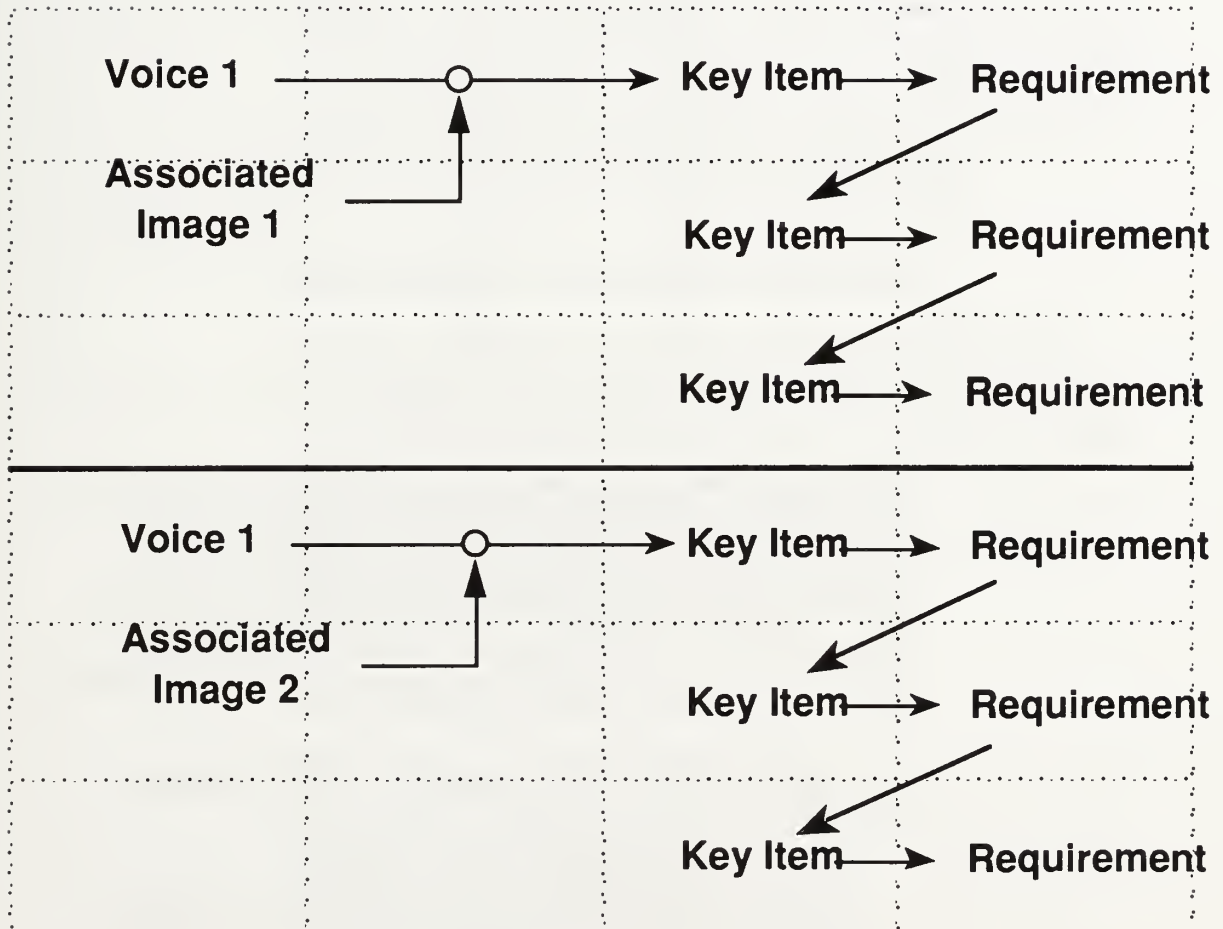 Voice 1 Key Item Requirement
Associated
Image 1
Key Item Requirement
Key Item Requirement
Voice 1 Key Item Requirement
Associated
Image 2
Key Item Requirement
Key Item Requirement